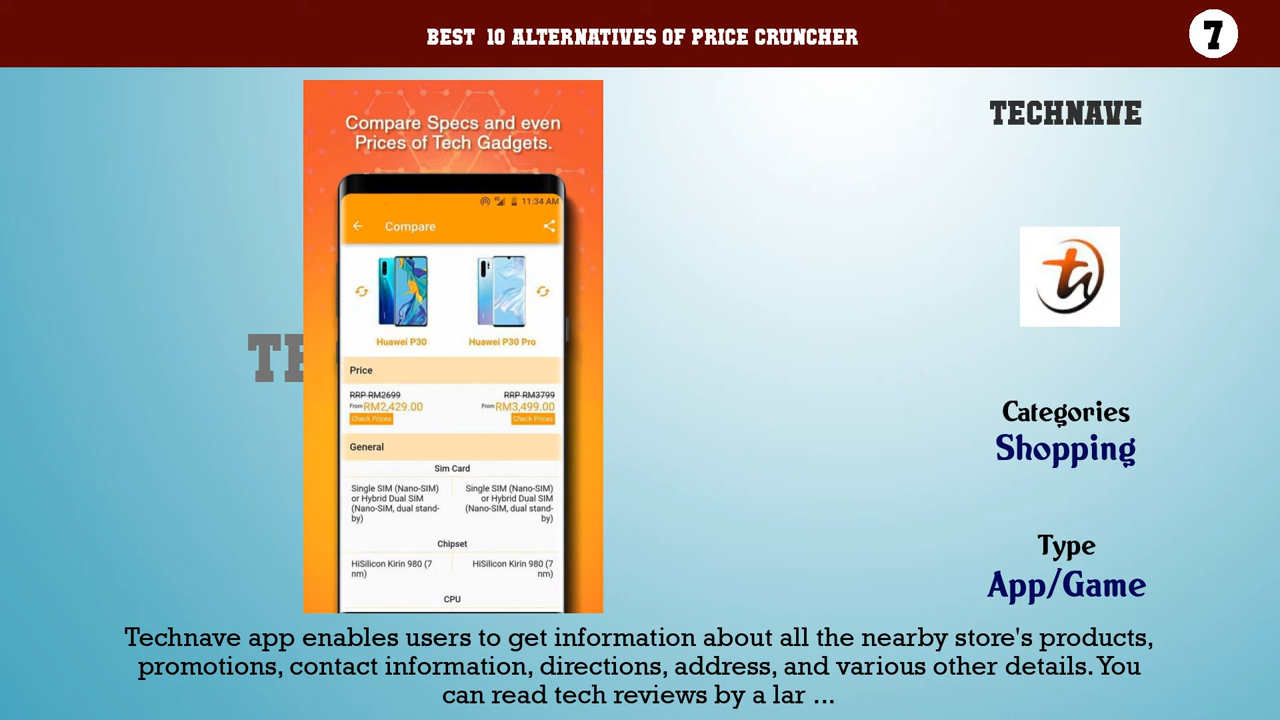 BEST 10 ALTERNATIVES OF PRICE CRUNCHER
7
TECHNAVE
Compare Specs and even
Prices of Tech Gadgets.
11:34 AM
Compare
Huawei P30
Huawei P30 Pro
Price
RRP RM2699
RRP RM3799
From RM2,429.00
From RM3,499.00
Check Prices
Check Prices
General
Sim Card
Single SIM (Nano-SIM)
or Hybrid Dual SIM
(Nano-SIM, dual stand-
by)
Single SIM (Nano-SIM)
or Hybrid Dual SIM
(Nano-SIM, dual stand-
by)
Chipset
HiSilicon Kirin 980 (7
nm)
HiSilicon Kirin 980 (7
nm)
CPU
TE
tn
Categories
Shopping
Type
App/Game
Technave app enables users to get information about all the nearby store's products,
promotions, contact information, directions, address, and various other details. You
can read tech reviews by a lar ...